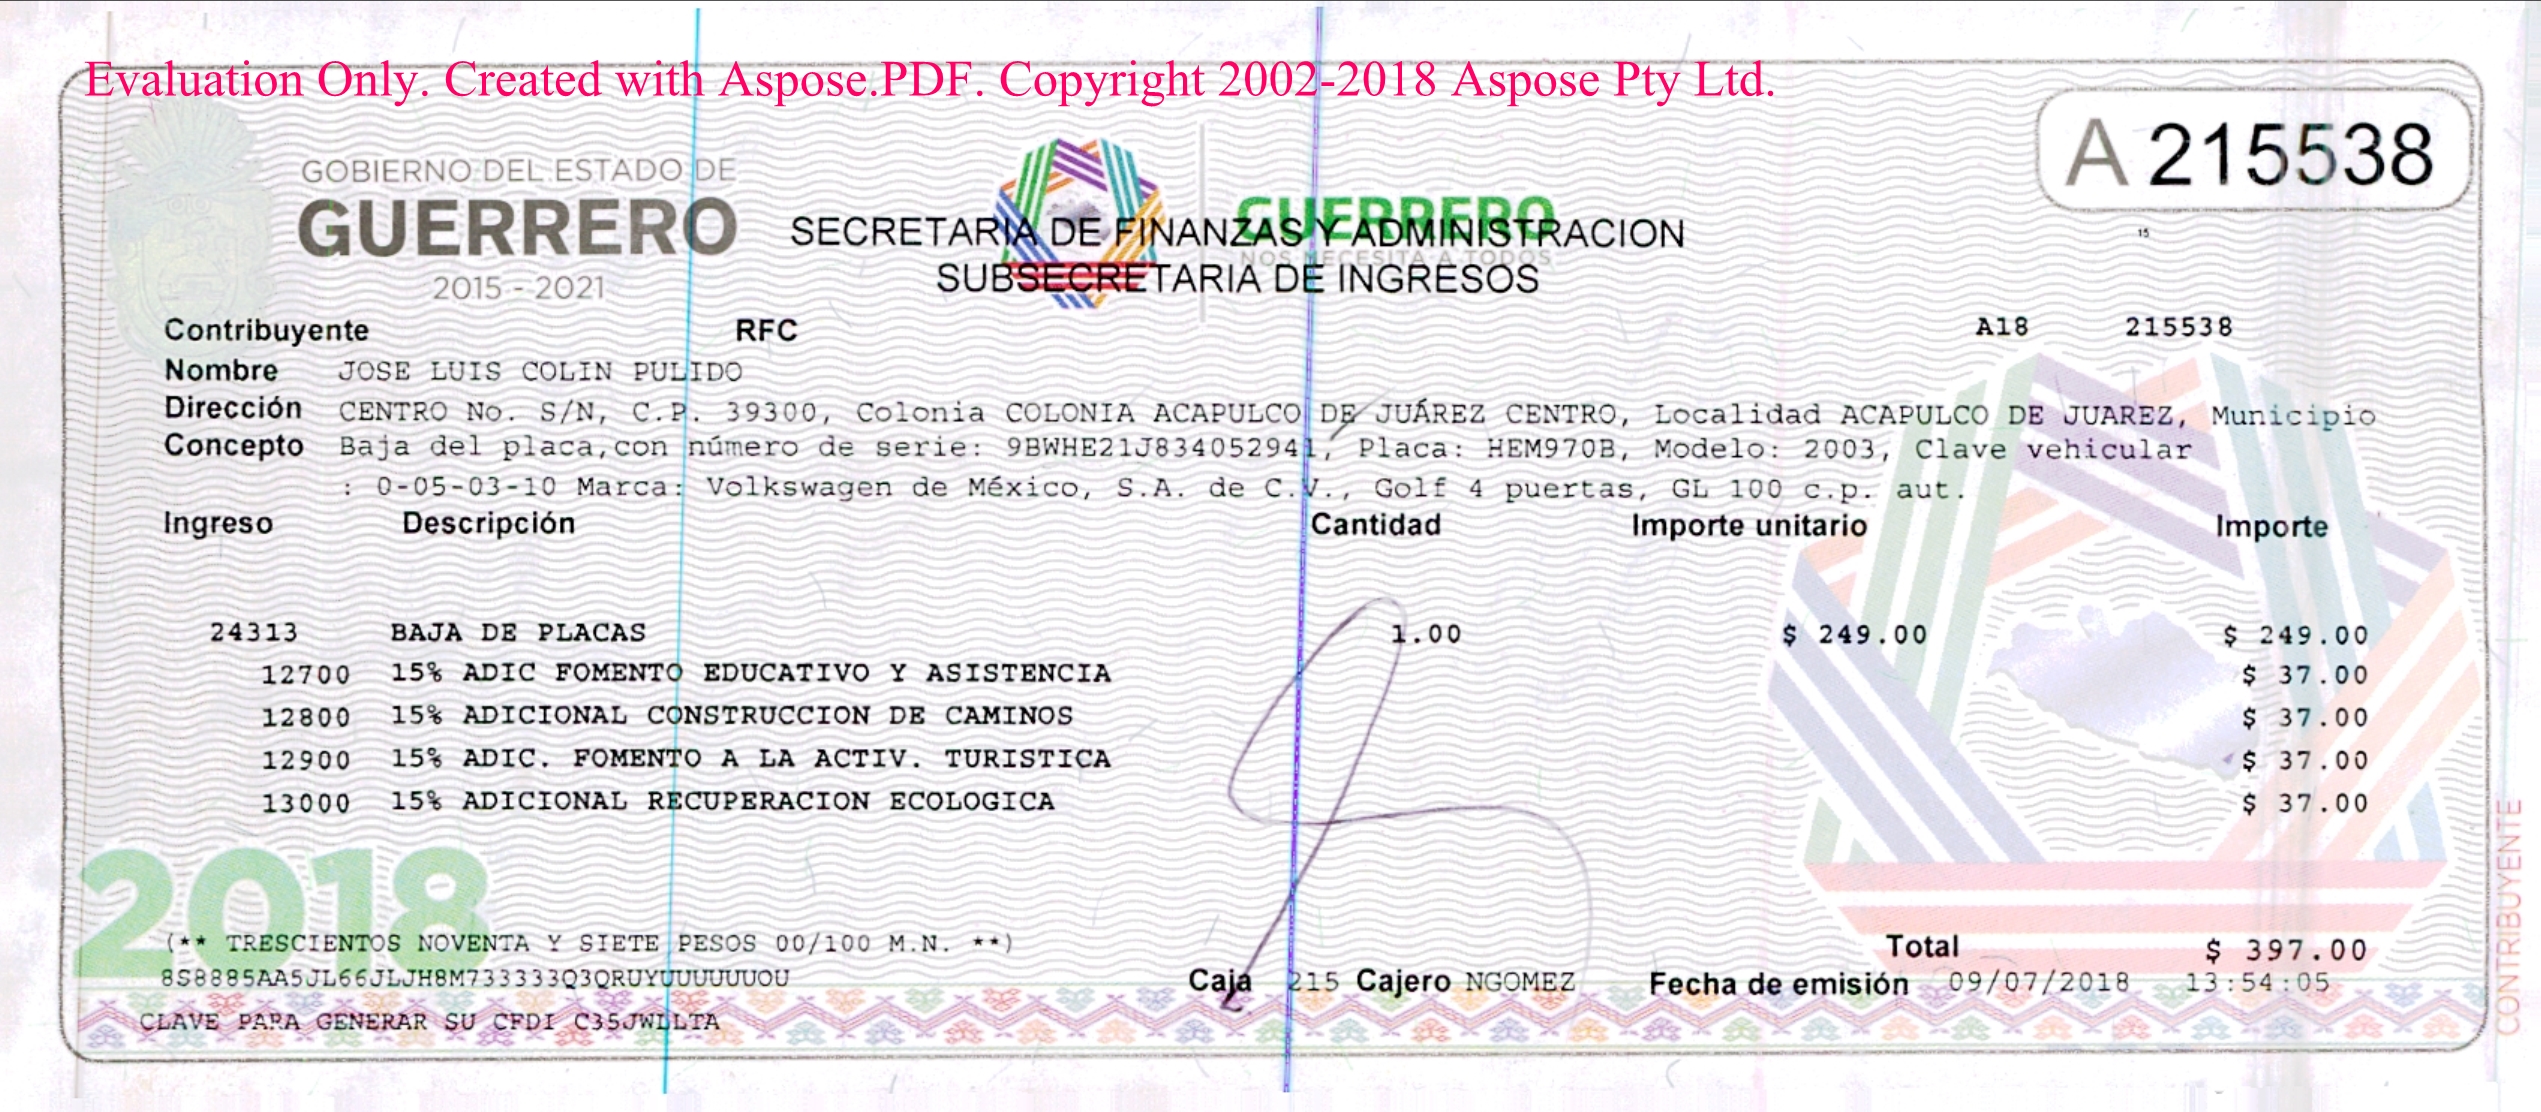 Evaluation Only. Created with Aspose.PDF. Copyright 2002-2018 Aspose Pty Ltd.
A 215538
GOBIERNO DEL ESTADO DE
GUERRERO
2015 - 2021
GUERRERO
NOS NECESITA A TODOS
SECRETARIA DE FINANZAS Y ADMINISTRACION
SUBSECRETARIA DE INGRESOS
15
Contribuyente RFC A18 215538
Nombre JOSE LUIS COLIN PULIDO
Dirección CENTRO No. S/N, C.P. 39300, Colonia COLONIA ACAPULCO DE JUÁREZ CENTRO, Localidad ACAPULCO DE JUAREZ, Municipio
Concepto Baja del placa,con número de serie: 9BWHE21J834052941, Placa: HEM970B, Modelo: 2003, Clave vehicular
: 0-05-03-10 Marca: Volkswagen de México, S.A. de C.V., Golf 4 puertas, GL 100 c.p. aut.
Ingreso Descripción Cantidad Importe unitario Importe
24313 BAJA DE PLACAS 1.00 $ 249.00 $ 249.00
12700 15% ADIC FOMENTO EDUCATIVO Y ASISTENCIA $ 37.00
12800 15% ADICIONAL CONSTRUCCION DE CAMINOS $ 37.00
12900 15% ADIC. FOMENTO A LA ACTIV. TURISTICA $ 37.00
13000 15% ADICIONAL RECUPERACION ECOLOGICA $ 37.00
2018
(** TRESCIENTOS NOVENTA Y SIETE PESOS 00/100 M.N. **) Total $ 397.00
8S8885AA5JL66JLJH8M733333Q3QRUYUUUUUUOU Caja 215 Cajero NGOMEZ Fecha de emisión 09/07/2018 13:54:05
CLAVE PARA GENERAR SU CFDI C35JWLLTA
CONTRIBUYENTE